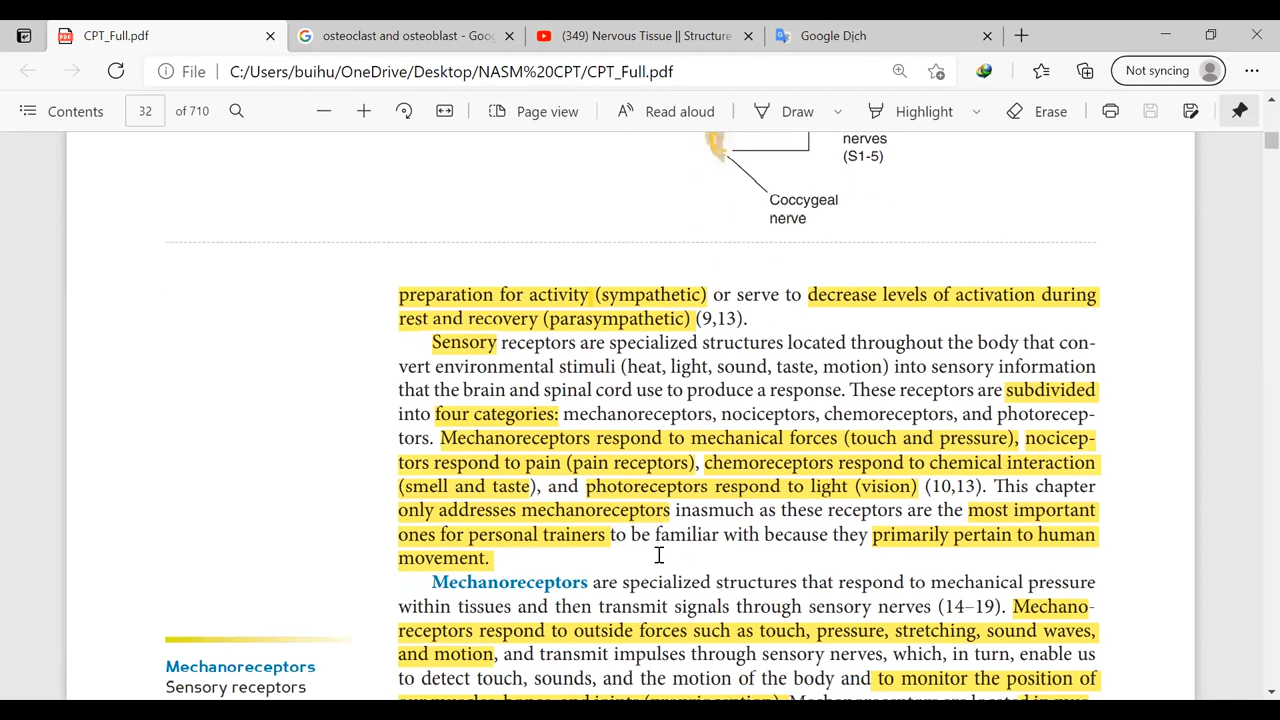 CPT_Full.pdf
osteoclast and osteoblast - Goog
(349) Nervous Tissue || Structure
Google Dịch
File
C:/Users/buihu/OneDrive/Desktop/NASM%20CPT/CPT_Full.pdf
Not syncing
Contents
32
of 710
Page view
Read aloud
Draw
Highlight
Erase
nerves
(S1-5)
Coccygeal
nerve
preparation for activity (sympathetic) or serve to decrease levels of activation during
rest and recovery (parasympathetic) (9,13).
Sensory receptors are specialized structures located throughout the body that con-
vert environmental stimuli (heat, light, sound, taste, motion) into sensory information
that the brain and spinal cord use to produce a response. These receptors are subdivided
into four categories: mechanoreceptors, nociceptors, chemoreceptors, and photorecep-
tors. Mechanoreceptors respond to mechanical forces (touch and pressure), nocicep-
tors respond to pain (pain receptors), chemoreceptors respond to chemical interaction
(smell and taste), and photoreceptors respond to light (vision) (10,13). This chapter
only addresses mechanoreceptors inasmuch as these receptors are the most important
ones for personal trainers to be familiar with because they primarily pertain to human
movement.
Mechanoreceptors are specialized structures that respond to mechanical pressure
within tissues and then transmit signals through sensory nerves (14–19). Mechano-
receptors respond to outside forces such as touch, pressure, stretching, sound waves,
and motion, and transmit impulses through sensory nerves, which, in turn, enable us
to detect touch, sounds, and the motion of the body and to monitor the position of
Mechanoreceptors
Sensory receptors